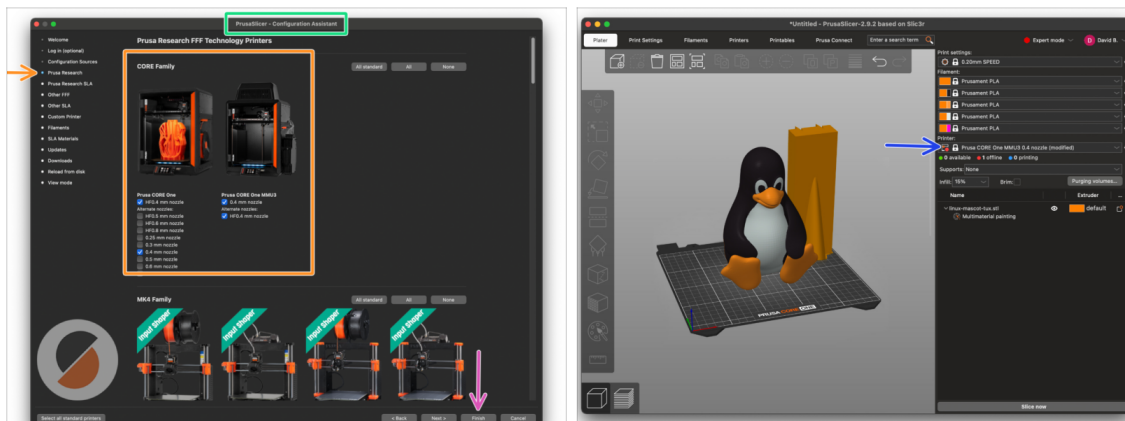 PrusaSlicer - Configuration Assistant
Welcome
Log in (optional)
Configuration Sources
Prusa Research
Prusa Research SLA
Other FFF
Other SLA
Custom Printer
Filaments
SLA Materials
Updates
Downloads
Reload from disk
View mode
Prusa Research FFF Technology Printers
CORE Family
All standard
All
None
Prusa CORE One
HF0.4 mm nozzle
Alternate nozzles:
HF0.5 mm nozzle
HF0.6 mm nozzle
HF0.8 mm nozzle
0.25 mm nozzle
0.3 mm nozzle
0.4 mm nozzle
0.5 mm nozzle
0.6 mm nozzle
Prusa CORE One MMU3
0.4 mm nozzle
Alternate nozzles:
HF0.4 mm nozzle
MK4 Family
All standard
All
None
Input Shaper
Input Shaper
Input Shaper
Input Shaper
Select all standard printers
< Back
Next >
Finish
Cancel
*Untitled - PrusaSlicer-2.9.2 based on Slic3r
Plater
Print Settings
Filaments
Printers
Printables
Prusa Connect
Enter a search term
Expert mode
D
David B.
Print settings:
0.20mm SPEED
Filament:
Prusament PLA
Prusament PLA
Prusament PLA
Prusament PLA
Prusament PLA
Printer:
Prusa CORE One MMU3 0.4 nozzle (modified)
0 available
1 offline
0 printing
Supports: None
Infill: 15%
Brim:
Purging volumes...
Name
Extruder
linux-mascot-tux.stl
default
Multimaterial painting
PRUSA CORE ONE
Slice now